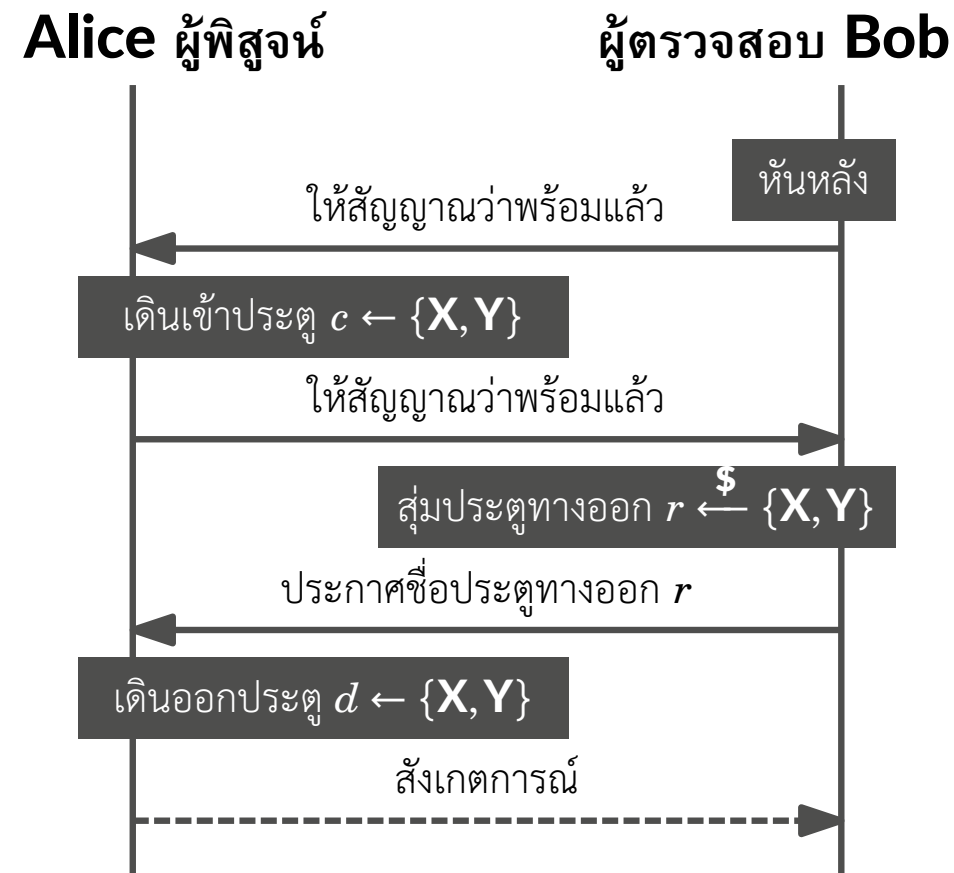 Alice ผู้พิสูจน์
ผู้ตรวจสอบ Bob
หันหลัง
ให้สัญญาณว่าพร้อมแล้ว
เดินเข้าประตู c ← {X, Y}
ให้สัญญาณว่าพร้อมแล้ว
$
สุ่มประตูทางออก r ⟵ {X, Y}
ประกาศชื่อประตูทางออก r
เดินออกประตู d ← {X, Y}
สังเกตการณ์